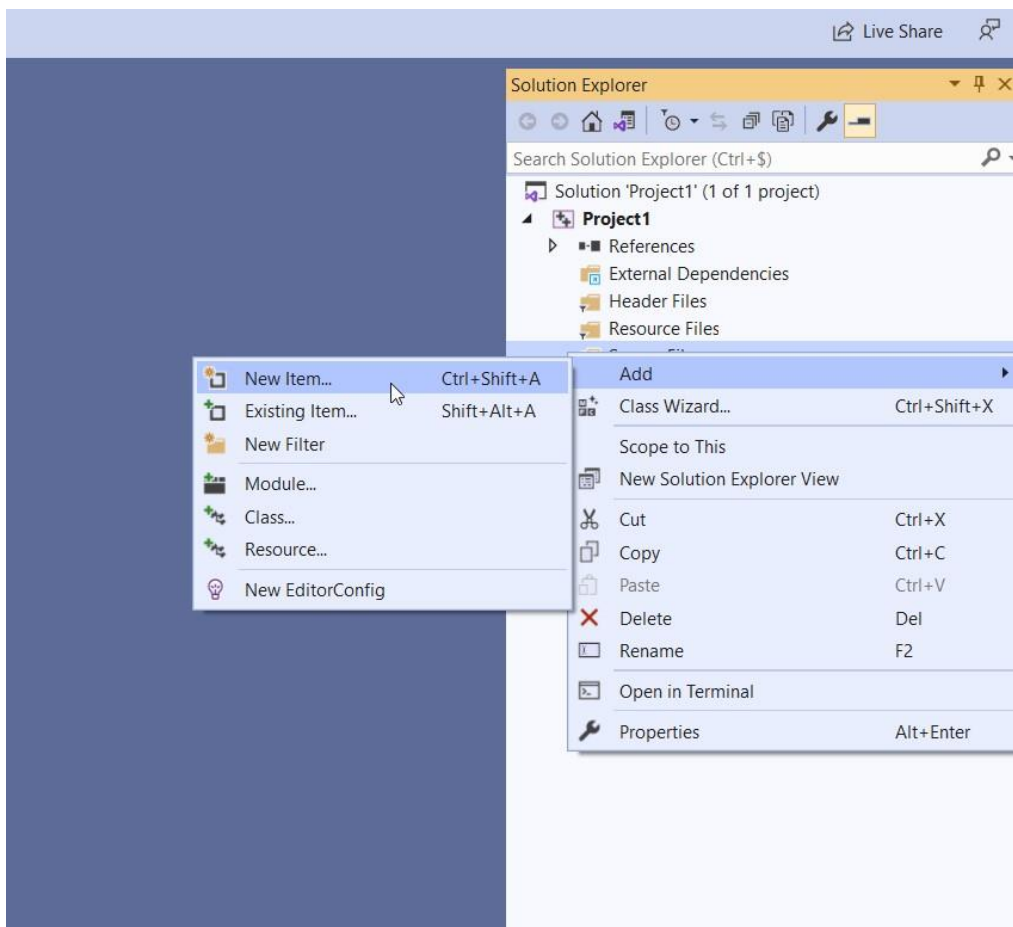 Live Share
Solution Explorer
Search Solution Explorer (Ctrl+$)
Solution 'Project1' (1 of 1 project)
Project1
References
External Dependencies
Header Files
Resource Files
New Item... Ctrl+Shift+A
Existing Item... Shift+Alt+A
New Filter
Module...
Class...
Resource...
New EditorConfig
Add
Class Wizard... Ctrl+Shift+X
Scope to This
New Solution Explorer View
Cut Ctrl+X
Copy Ctrl+C
Paste Ctrl+V
Delete Del
Rename F2
Open in Terminal
Properties Alt+Enter